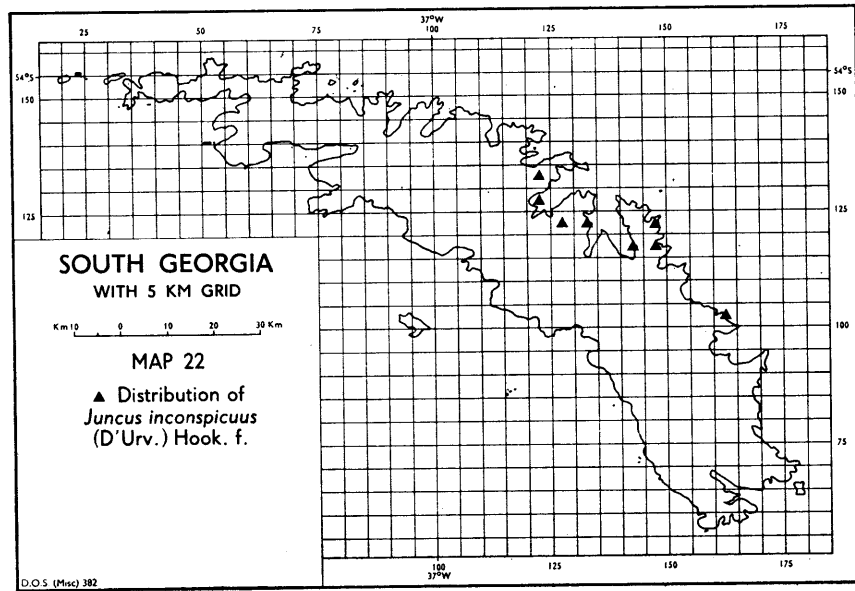 37°W
25 50 75 100 125 150 175
54°S 54°S
150 150
125 125
SOUTH GEORGIA
WITH 5 KM GRID
Km 10 0 10 20 30 Km
100
MAP 22
▲ Distribution of
Juncus inconspicuus
(D'Urv.) Hook. f.
75
100 125 150 175
37°W
D.O.S (Misc) 382